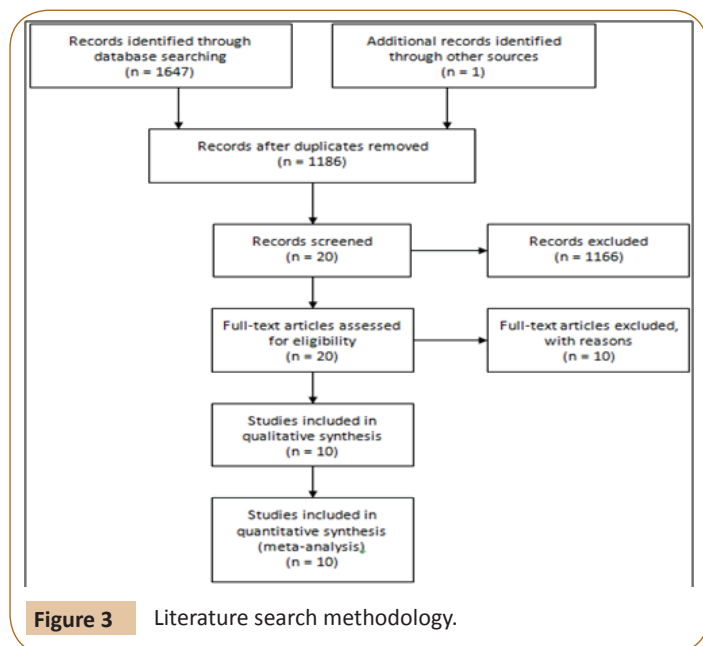 Records identified through
database searching
(n = 1647)
Additional records identified
through other sources
(n = 1)
Records after duplicates removed
(n = 1186)
Records screened
(n = 20)
Records excluded
(n = 1166)
Full-text articles assessed
for eligibility
(n = 20)
Full-text articles excluded,
with reasons
(n = 10)
Studies included in
qualitative synthesis
(n = 10)
Studies included in
quantitative synthesis
(meta-analysis)
(n = 10)
Figure 3 Literature search methodology.